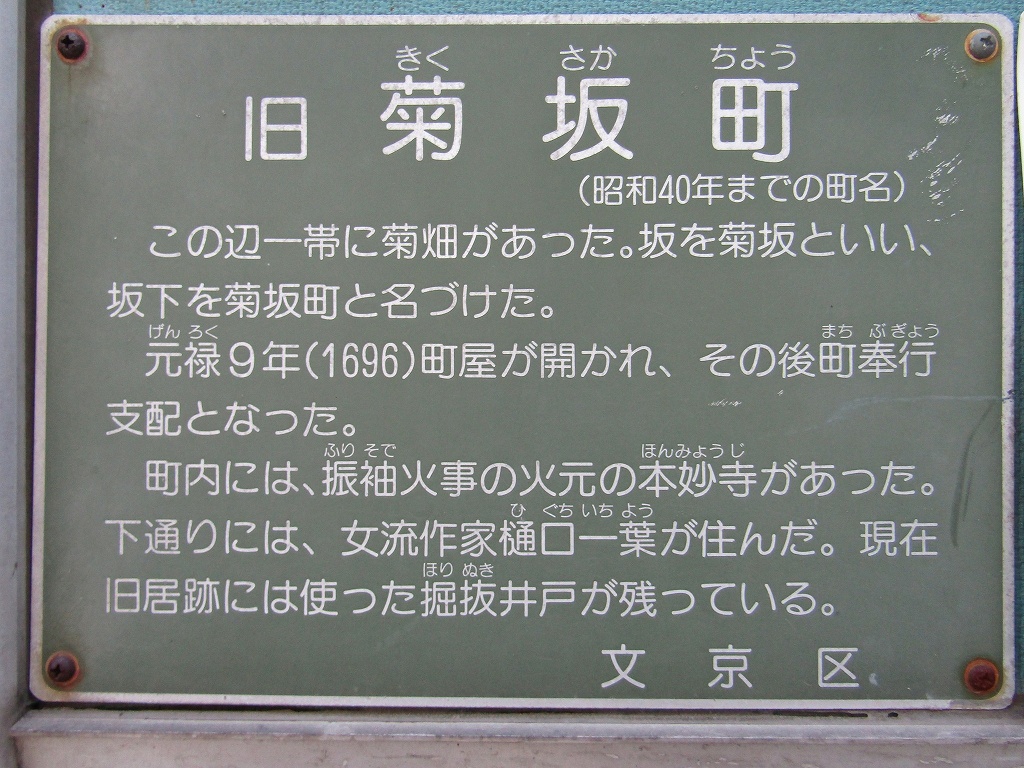 きく さか ちょう
旧 菊 坂 町
（昭和40年までの町名）
この辺一帯に菊畑があった。坂を菊坂といい、
坂下を菊坂町と名づけた。
げん ろく まち ぶ ぎょう
元禄９年(1696)町屋が開かれ、その後町奉行
支配となった。
ふり そで ほんみょうじ
町内には、振袖火事の火元の本妙寺があった。
ひ ぐち いち よう
下通りには、女流作家樋口一葉が住んだ。現在
ほり ぬき
旧居跡には使った掘抜井戸が残っている。
文 京 区